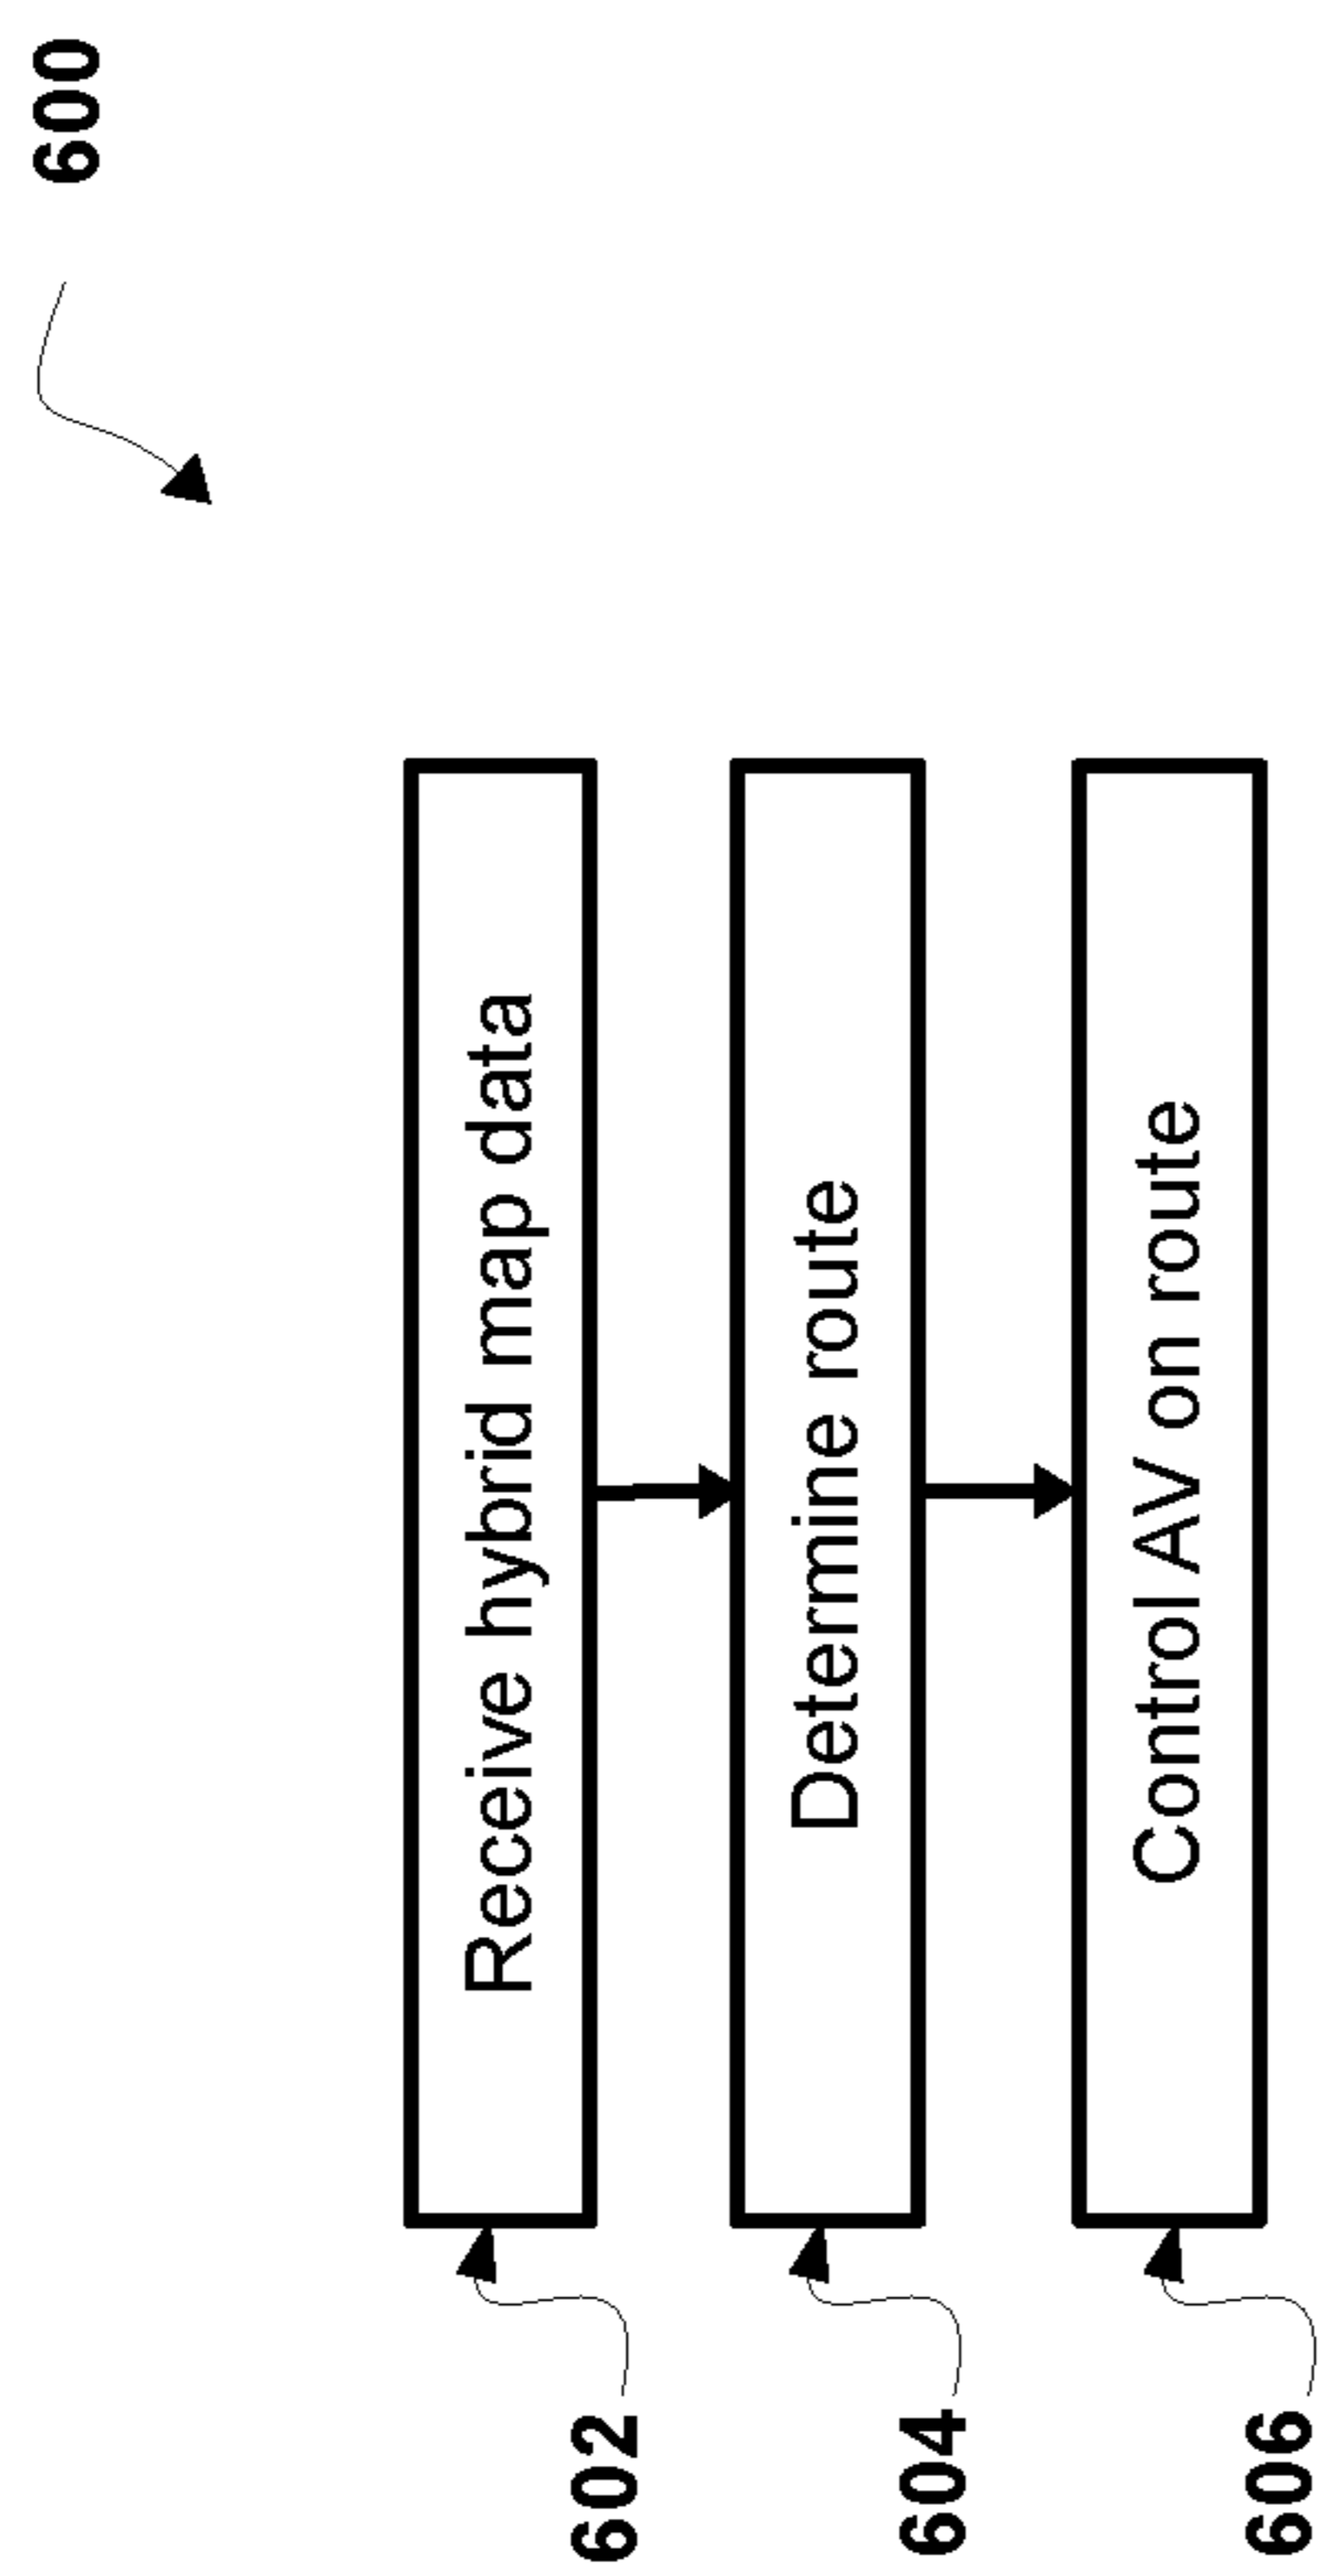 600
602
Receive hybrid map data
604
Determine route
606
Control AV on route